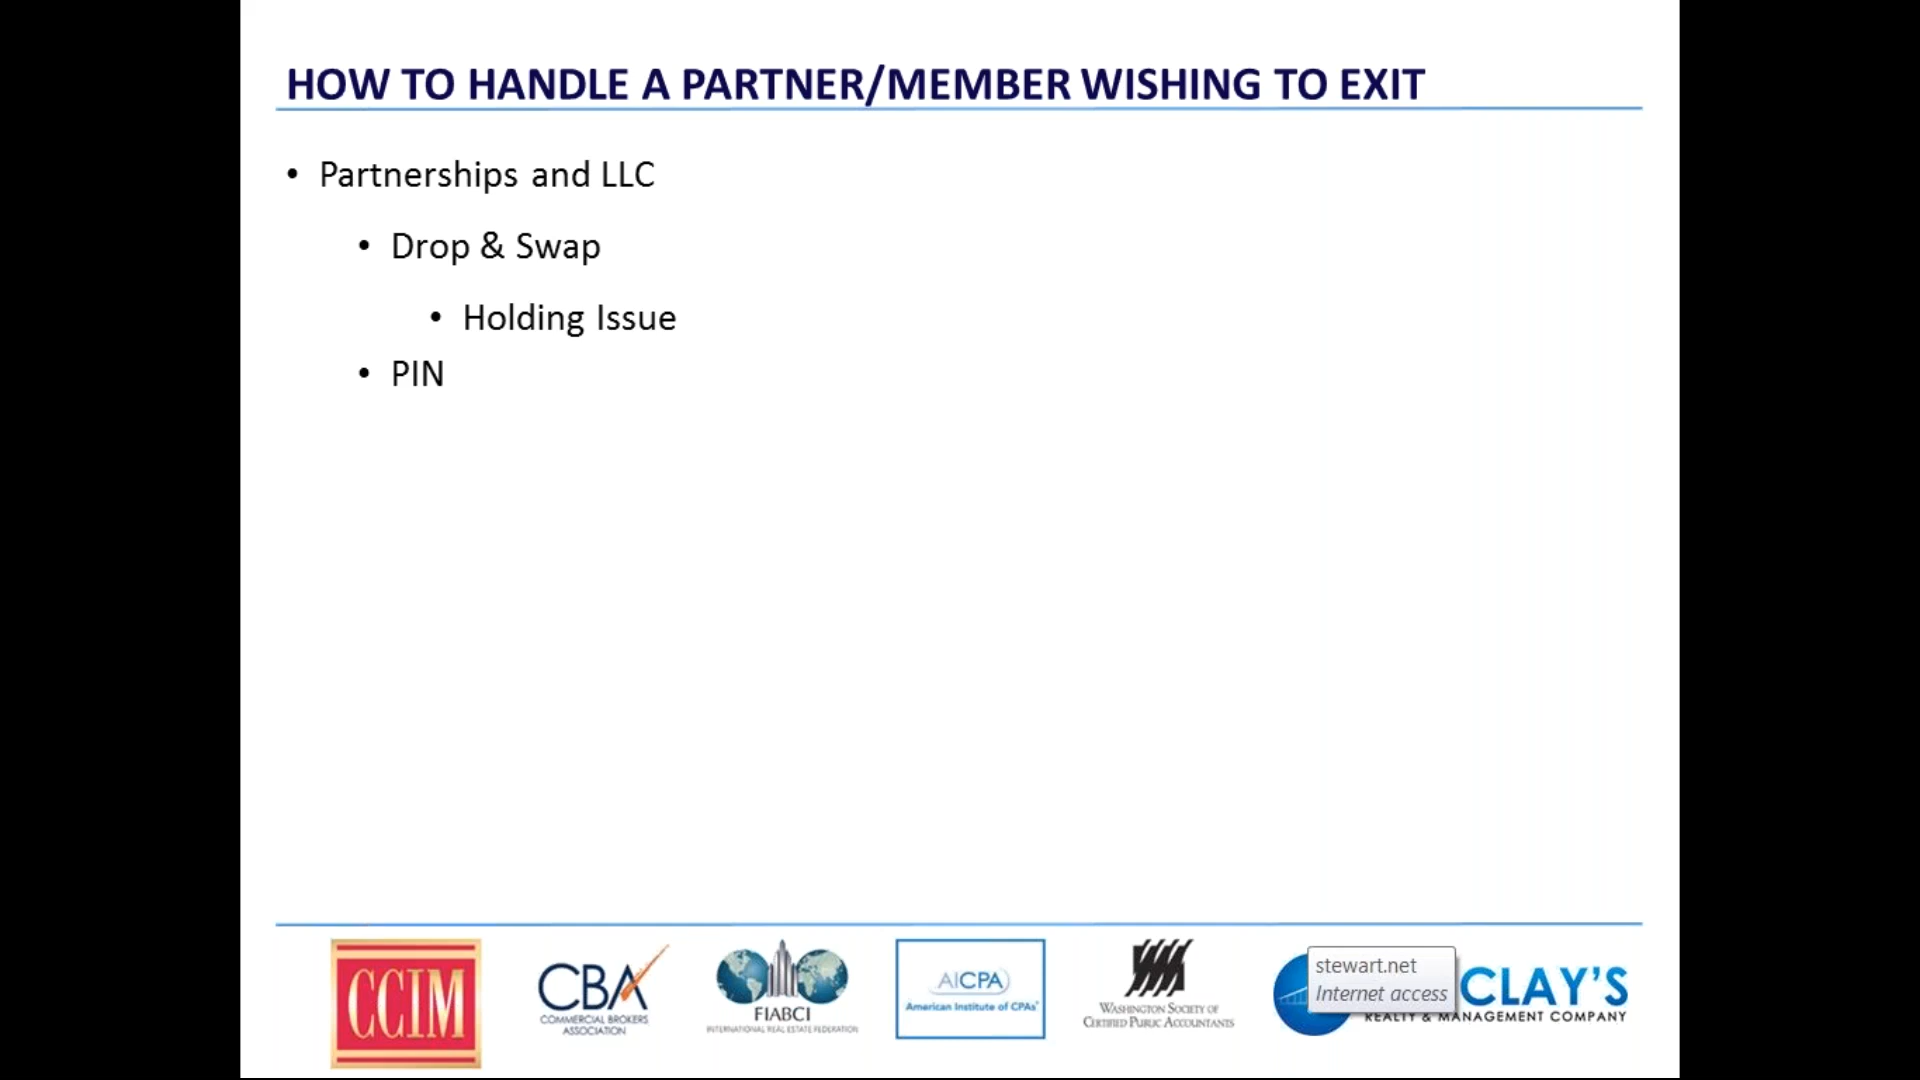 HOW TO HANDLE A PARTNER/MEMBER WISHING TO EXIT
• Partnerships and LLC
• Drop & Swap
• Holding Issue
• PIN
CCIM
CBA
COMMERCIAL BROKERS
ASSOCIATION
FIABCI
INTERNATIONAL REAL ESTATE FEDERATION
AICPA
American Institute of CPAs
WASHINGTON SOCIETY OF
CERTIFIED PUBLIC ACCOUNTANTS
stewart.net
Internet access
CLAY'S
REALTY & MANAGEMENT COMPANY